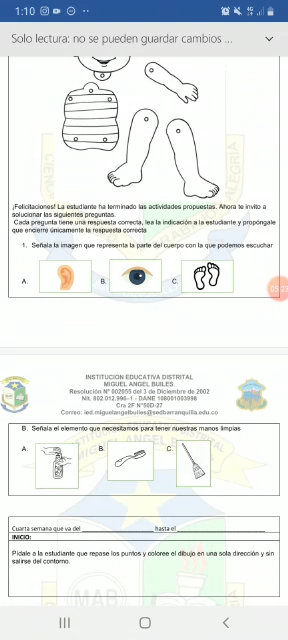 1:10
4G
Solo lectura: no se pueden guardar cambios ...
¡Felicitaciones! La estudiante ha terminado las actividades propuestas. Ahora te invito a
solucionar las siguientes preguntas.
Cada pregunta tiene una respuesta correcta, lea la indicación a la estudiante y propóngale
que encierre únicamente la respuesta correcta
1. Señala la imagen que representa la parte del cuerpo con la que podemos escuchar
A. B. C.
INSTITUCION EDUCATIVA DISTRITAL
MIGUEL ANGEL BUILES
Resolución N° 002055 del 3 de Diciembre de 2002
Nit. 802.012.996–1 - DANE 108001003998
Cra 2F N°50D-27
Correo: ied.miguelangelbuiles@sedbarranquilla.edu.co
B. Señala el elemento que necesitamos para tener nuestras manos limpias
A. B. C.
Cuarta semana que va del hasta el
INICIO:
Pídale a la estudiante que repase los puntos y coloree el dibujo en una sola dirección y sin
salirse del contorno.
MAB